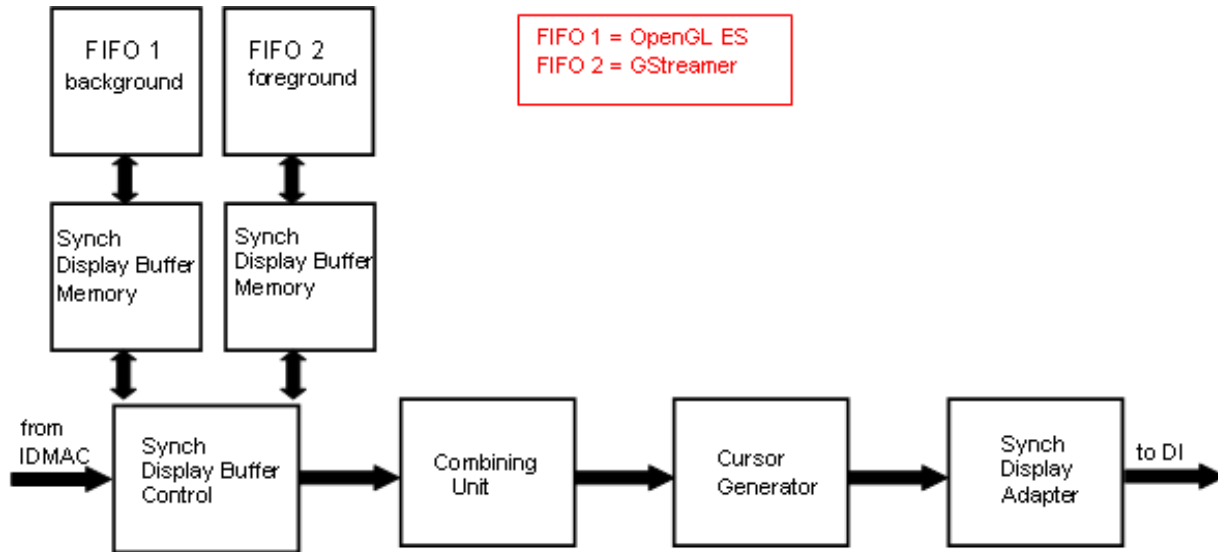 FIFO 1
background
FIFO 2
foreground
FIFO 1 = OpenGL ES
FIFO 2 = GStreamer
Synch
Display Buffer
Memory
Synch
Display Buffer
Memory
from
IDMAC
Synch
Display Buffer
Control
Combining
Unit
Cursor
Generator
Synch
Display
Adapter
to DI